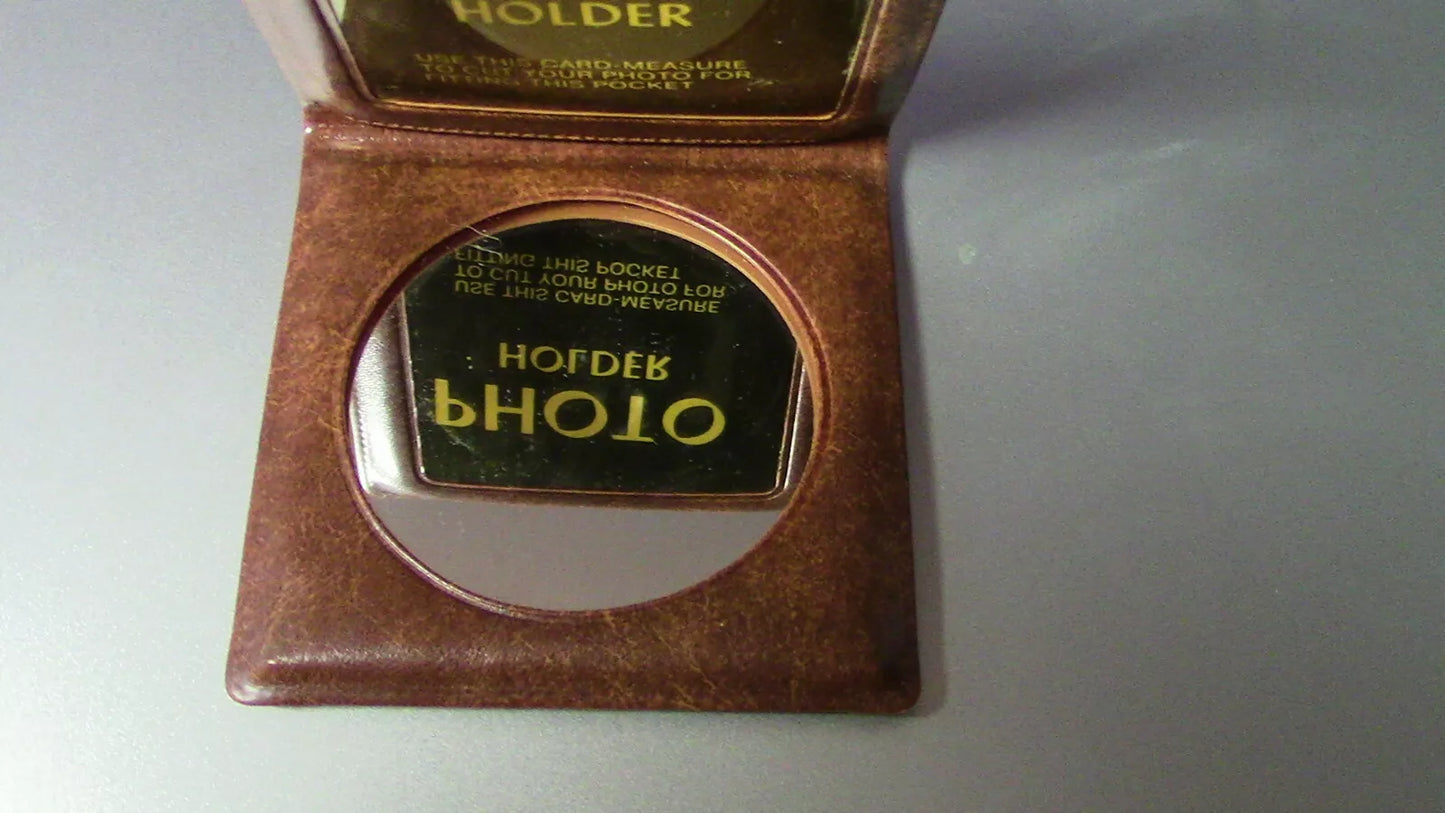 HOLDER
USE THIS CARD-MEASURE
TO CUT YOUR PHOTO FOR
FITTING THIS POCKET
FITTING THIS POCKET
TO CUT YOUR PHOTO FOR
USE THIS CARD-MEASURE
HOLDER
PHOTO